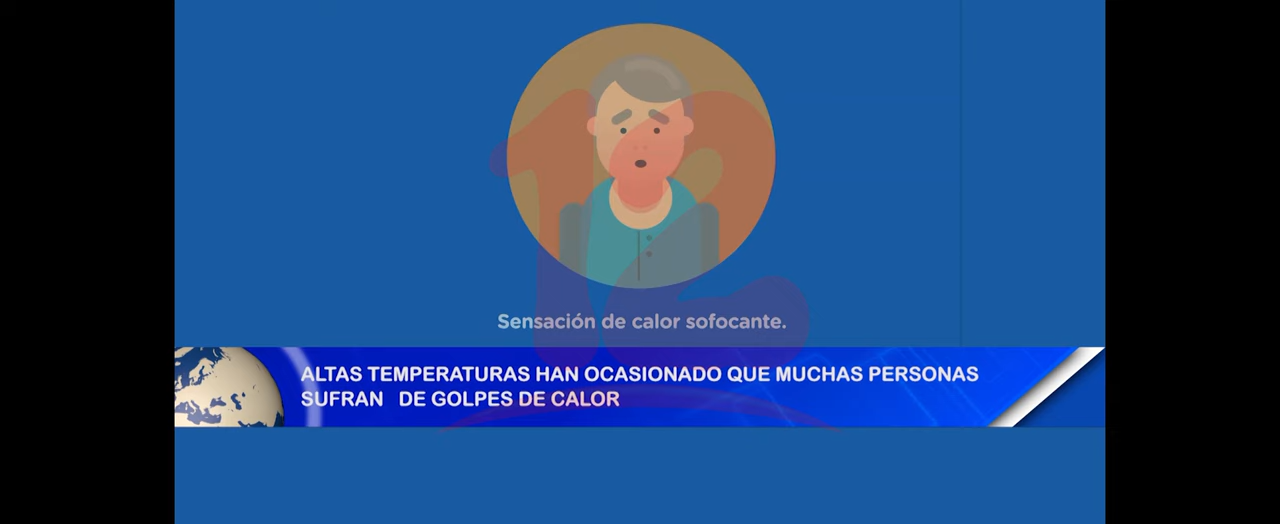 Sensación de calor sofocante.
ALTAS TEMPERATURAS HAN OCASIONADO QUE MUCHAS PERSONAS
SUFRAN DE GOLPES DE CALOR